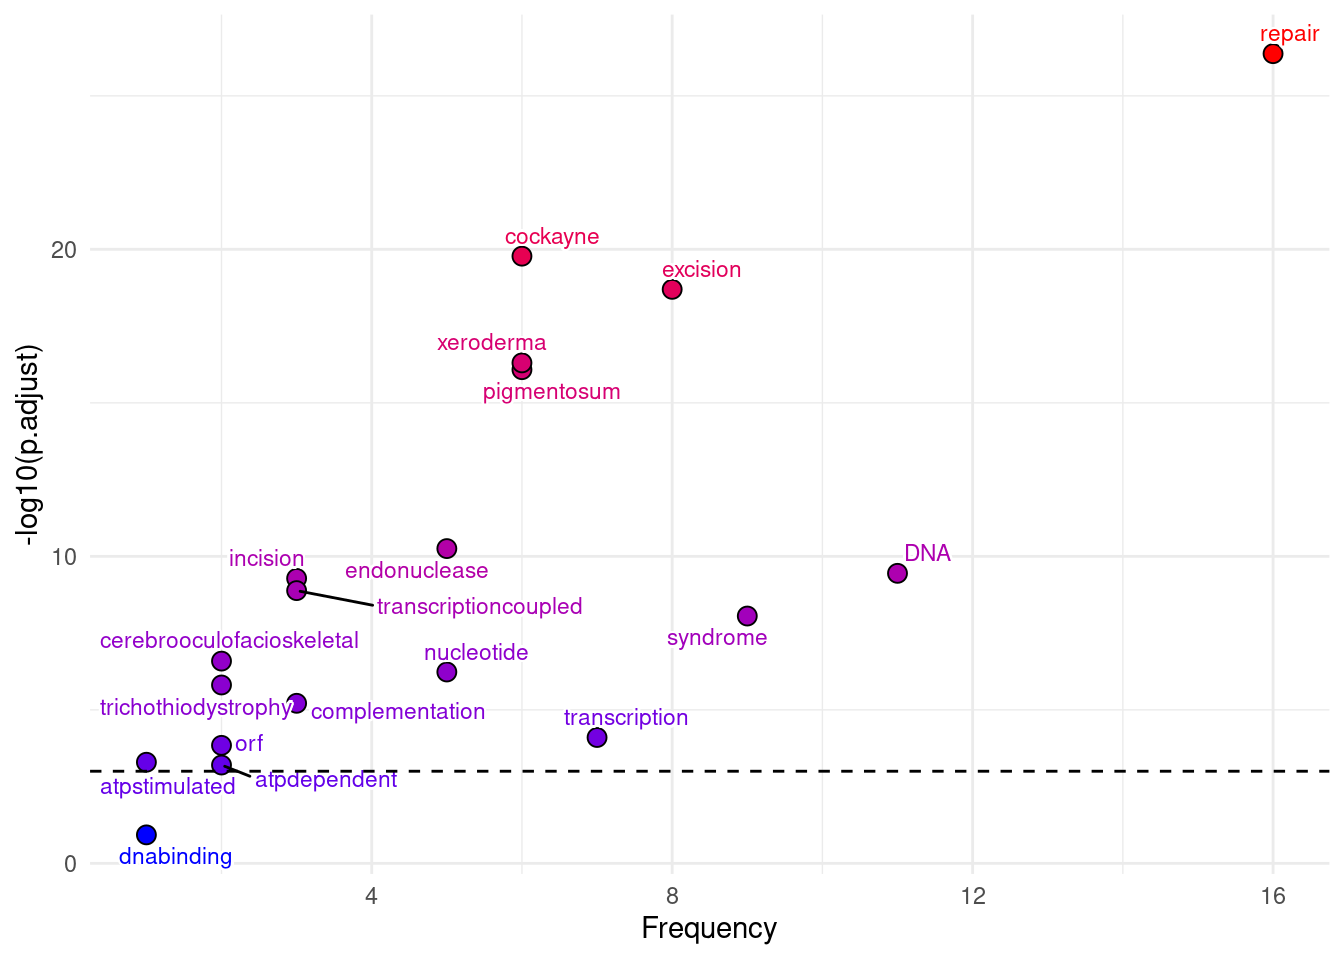 repair
cockayne
20
excision
xeroderma
pigmentosum
-log10(p.adjust)
incision
10
DNA
endonuclease
transcriptioncoupled
cerebrooculofacioskeletal
syndrome
nucleotide
trichothiodystrophy
complementation
transcription
orf
atpdependent
atpstimulated
dnabinding
0
4
8
12
16
Frequency